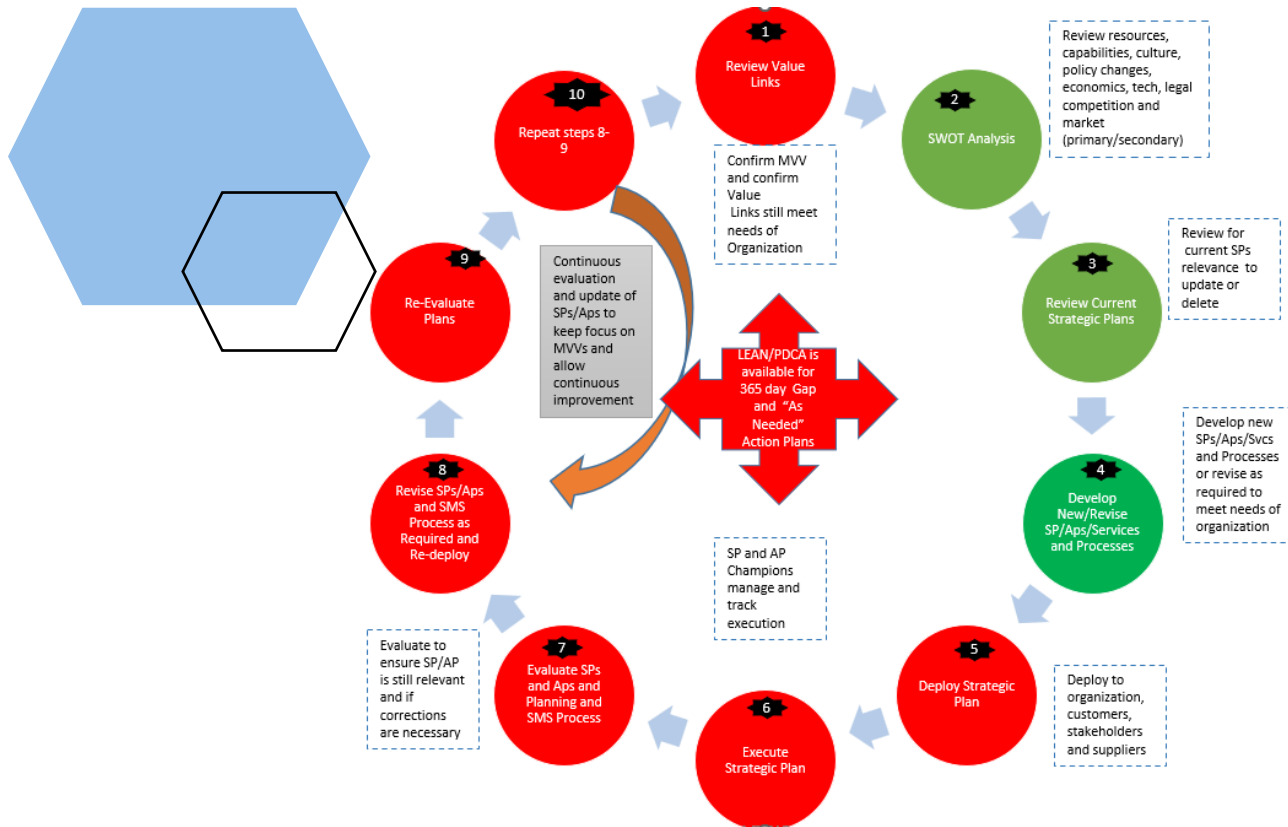 1
Review Value
Links
Confirm MVV
and confirm
Value
Links still meet
needs of
Organization
2
SWOT Analysis
Review resources,
capabilities, culture,
policy changes,
economics, tech, legal
competition and
market
(primary/secondary)
3
Review Current
Strategic Plans
Review for
current SPs
relevance to
update or
delete
4
Develop
New/Revise
SP/Aps/Services
and Processes
Develop new
SPs/Aps/Svcs
and Processes
or revise as
required to
meet needs of
organization
5
Deploy Strategic
Plan
Deploy to
organization,
customers,
stakeholders
and suppliers
6
Execute
Strategic Plan
SP and AP
Champions
manage and
track
execution
7
Evaluate SPs
and Aps and
Planning and
SMS Process
Evaluate to
ensure SP/AP
is still relevant
and if
corrections
are necessary
8
Revise SPs/Aps
and SMS
Process as
Required and
Re-deploy
9
Re-Evaluate
Plans
10
Repeat steps 8-
9
Continuous
evaluation
and update of
SPs/Aps to
keep focus on
MVVs and
allow
continuous
improvement
LEAN/PDCA is
available for
365 day Gap
and "As
Needed"
Action Plans